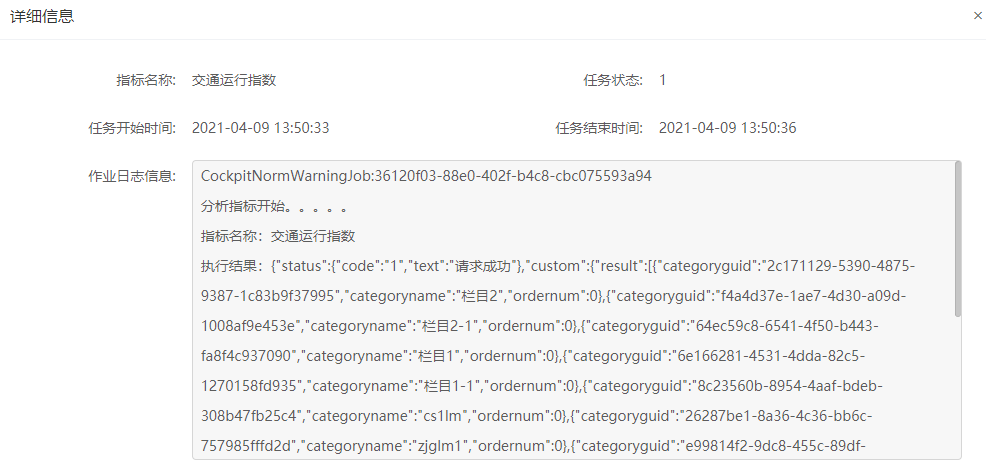 详细信息
×
指标名称: 交通运行指数 任务状态: 1
任务开始时间: 2021-04-09 13:50:33 任务结束时间: 2021-04-09 13:50:36
作业日志信息: CockpitNormWarningJob:36120f03-88e0-402f-b4c8-cbc075593a94
分析指标开始。。。。。
指标名称：交通运行指数
执行结果：{"status":{"code":"1","text":"请求成功"},"custom":{"result":[{"categoryguid":"2c171129-5390-4875-
9387-1c83b9f37995","categoryname":"栏目2","ordernum":0},{"categoryguid":"f4a4d37e-1ae7-4d30-a09d-
1008af9e453e","categoryname":"栏目2-1","ordernum":0},{"categoryguid":"64ec59c8-6541-4f50-b443-
fa8f4c937090","categoryname":"栏目1","ordernum":0},{"categoryguid":"6e166281-4531-4dda-82c5-
1270158fd935","categoryname":"栏目1-1","ordernum":0},{"categoryguid":"8c23560b-8954-4aaf-bdeb-
308b47fb25c4","categoryname":"cs1lm","ordernum":0},{"categoryguid":"26287be1-8a36-4c36-bb6c-
757985fffd2d","categoryname":"zjglm1","ordernum":0},{"categoryguid":"e99814f2-9dc8-455c-89df-